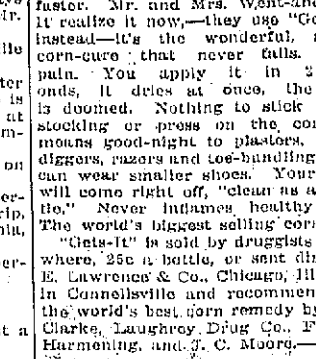 faster. Mr. and Mrs. Went-and
it realize it now,—they use "Ge
instead—it's the wonderful,
corn-cure that never fails.
pain. You apply it in 2
onds, it dries at once, the
is doomed. Nothing to stick
stocking or press on the co
means good-night to plasters,
diggers, razors and toe-bundling
can wear smaller shoes. Your
will come right off, "clean as a
tle." Never inflames healthy
The world's biggest selling cor
"Gets-It" is sold by druggists
where, 25c a bottle, or sent di
E. Lawrence & Co., Chicago, Ill
in Connellsville and recommen
the world's best corn remedy b
Clarke, Laughrey Drug Co., F
Harmening, and J. C. Moore.—